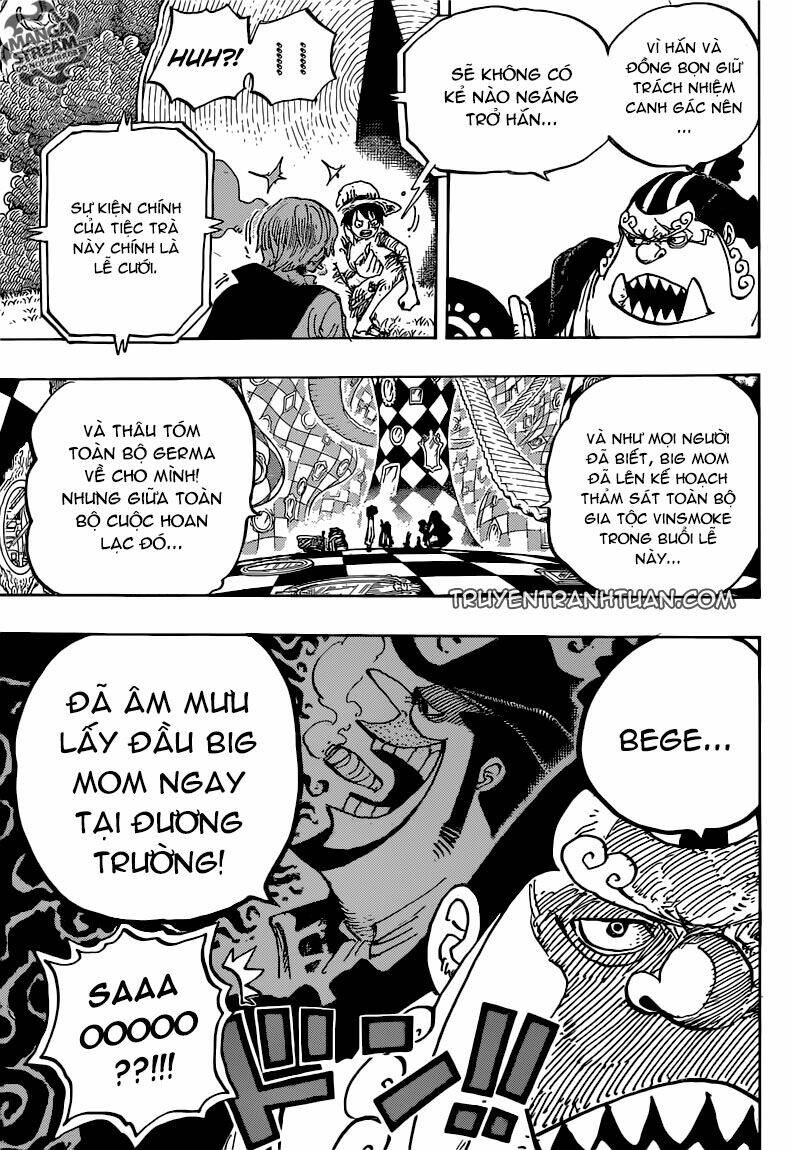 VÌ HẮN VÀ
ĐỒNG BỌN GIỮ
TRÁCH NHIỆM
CANH GÁC NÊN
...
SẼ KHÔNG CÓ
KẺ NÀO NGÁNG
TRỞ HẮN...
HUH?!
!!
MANGA
STREAM
SỰ KIỆN CHÍNH
CỦA TIỆC TRÀ
NÀY CHÍNH LÀ
LỄ CƯỚI.
VÀ NHƯ MỌI NGƯỜI
ĐÃ BIẾT, BIG MOM
ĐÃ LÊN KẾ HOẠCH
THẢM SÁT TOÀN BỘ
GIA TỘC VINSMOKE
TRONG BUỔI LỄ
NÀY...
VÀ THÂU TÓM
TOÀN BỘ GERMA
VỀ CHO MÌNH!
NHƯNG GIỮA TOÀN
BỘ CUỘC HOAN
LẠC ĐÓ...
TRUYENTRANHTUAN.COM
BEGE...
ĐÃ ÂM MƯU
LẤY ĐẦU BIG
MOM NGAY
TẠI ĐƯƠNG
TRƯỜNG!
SAAA
OOOOO
??!!!
ドン!!